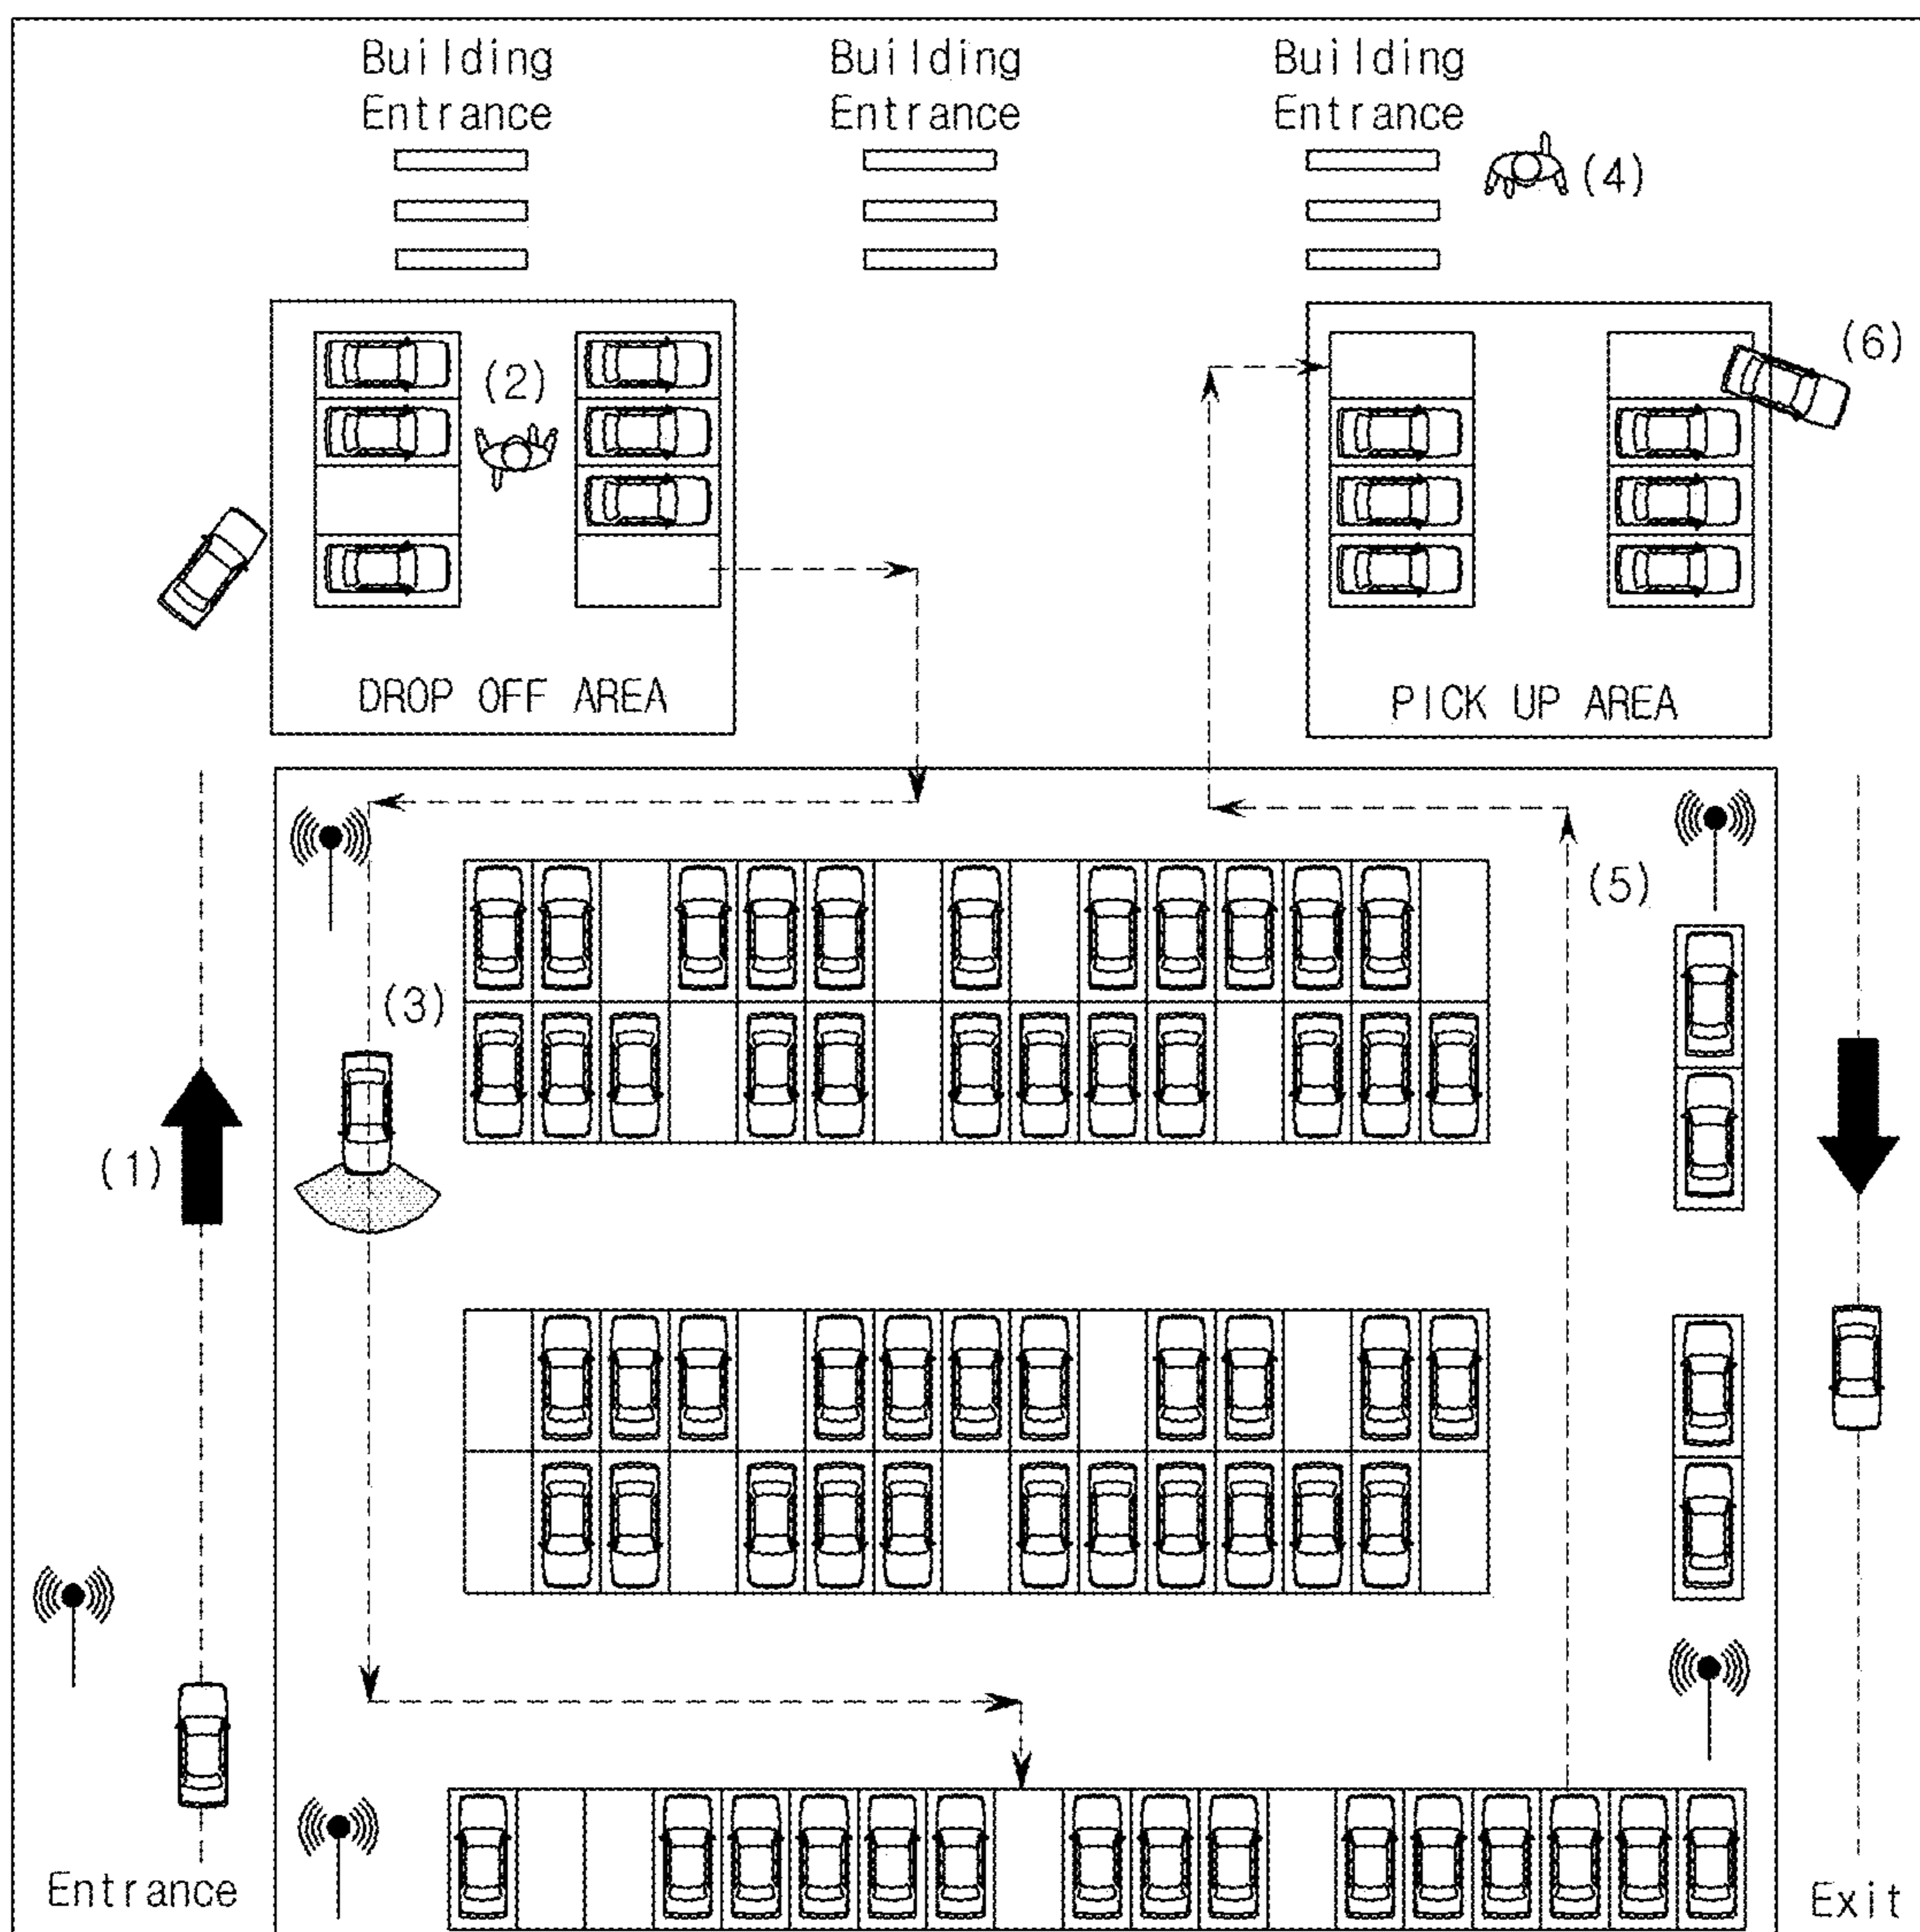 Building
Entrance
Building
Entrance
Building
Entrance
(4)
(2)
(6)
DROP OFF AREA
PICK UP AREA
(5)
(3)
(1)
Entrance
Exit